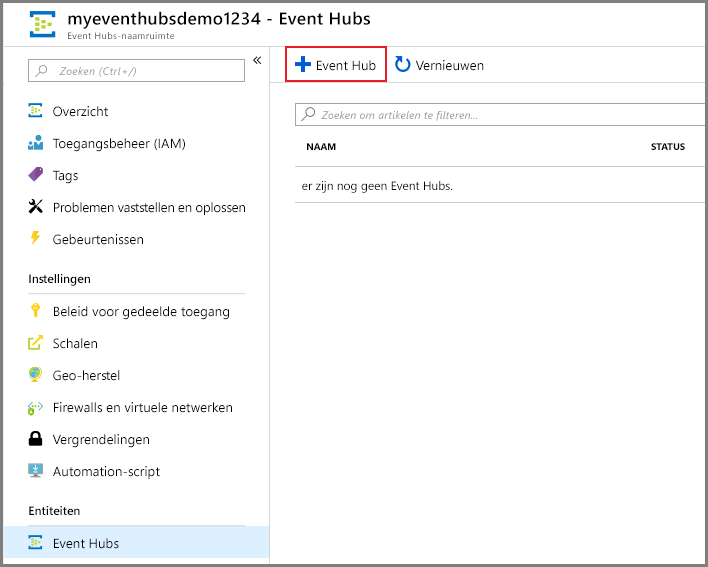 myeventhubsdemo1234 - Event Hubs
Event Hubs-naamruimte
Zoeken (Ctrl+/)
«
Overzicht
Toegangsbeheer (IAM)
Tags
Problemen vaststellen en oplossen
Gebeurtenissen
Instellingen
Beleid voor gedeelde toegang
Schalen
Geo-herstel
Firewalls en virtuele netwerken
Vergrendelingen
Automation-script
Entiteiten
Event Hubs
Event Hub
Vernieuwen
Zoeken om artikelen te filteren...
NAAM STATUS
er zijn nog geen Event Hubs.